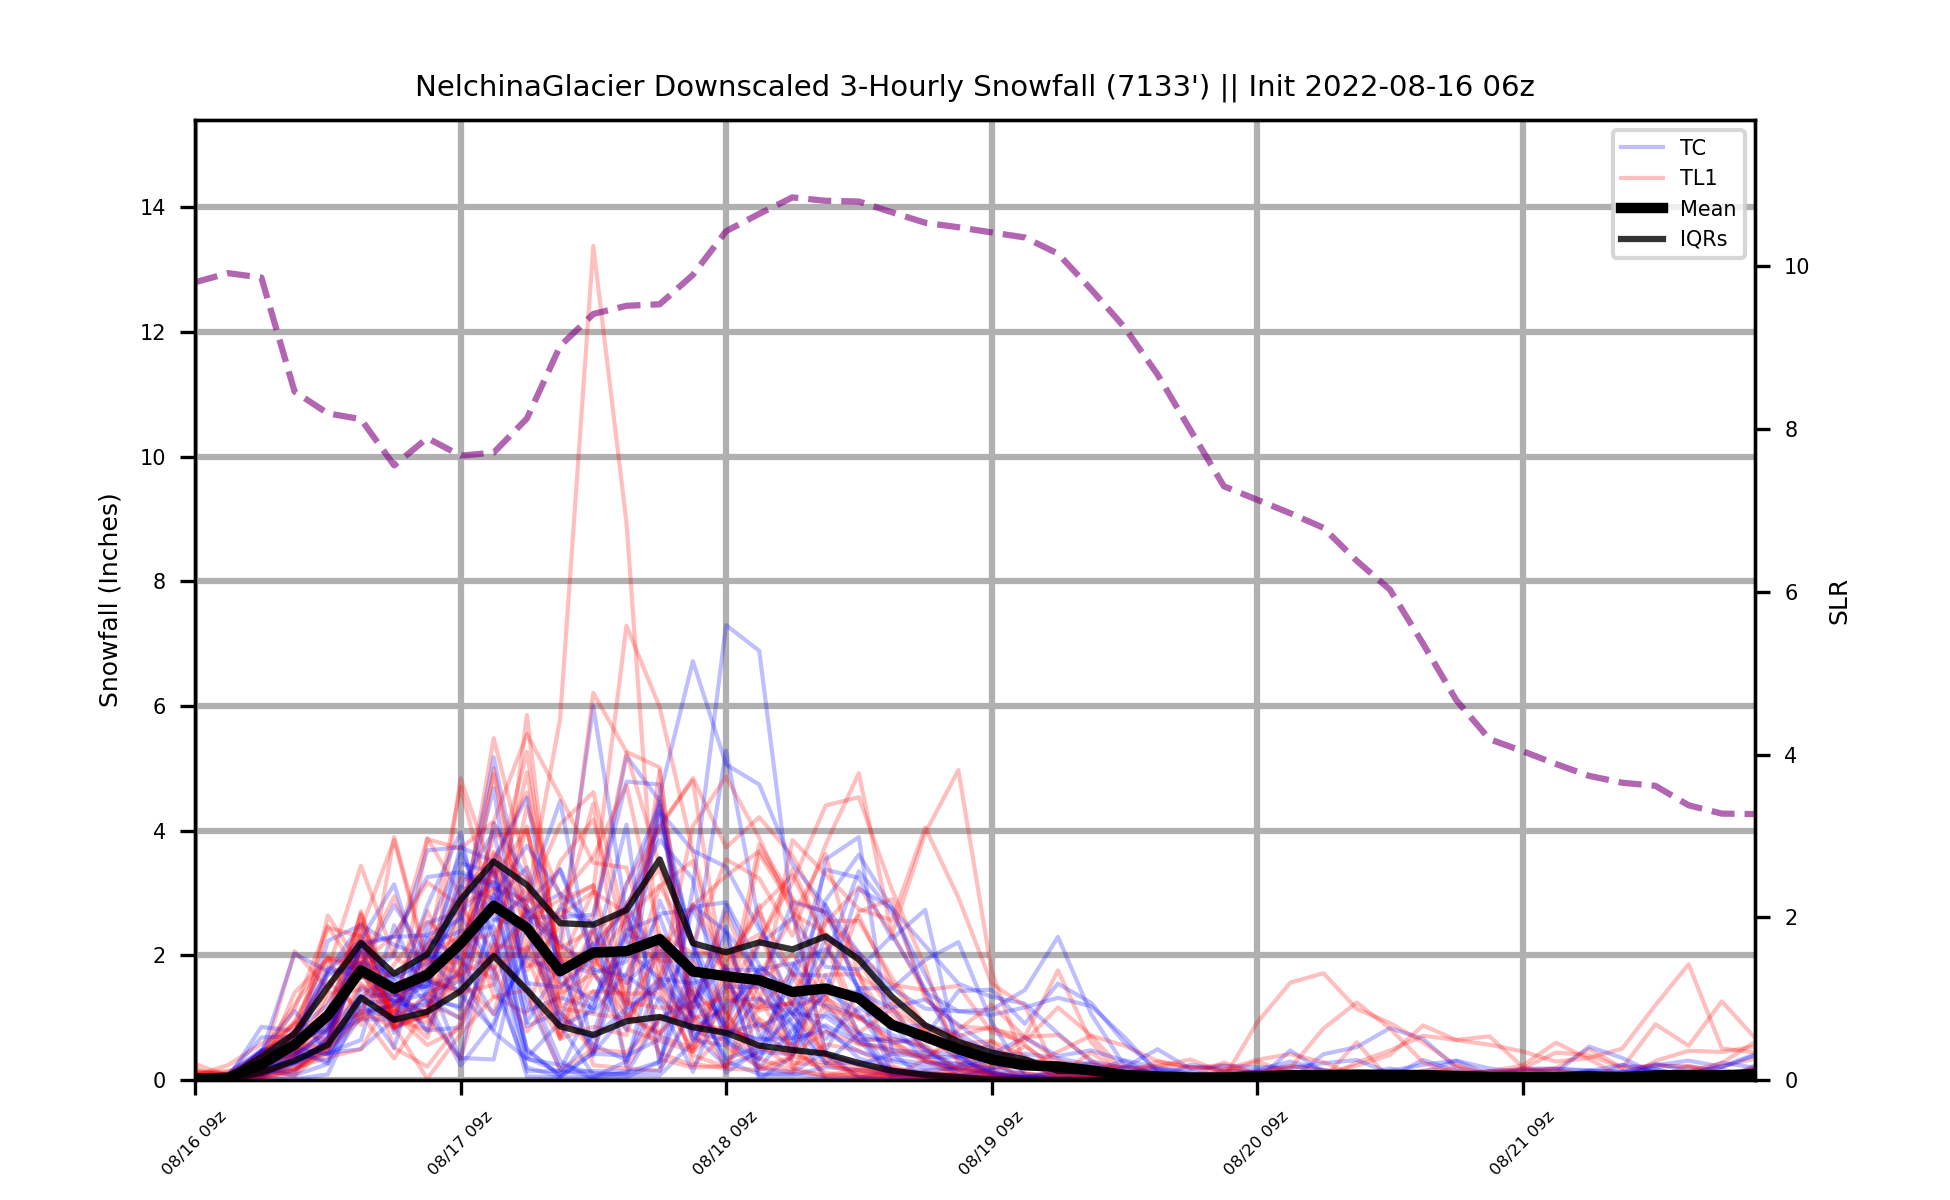 NelchinaGlacier Downscaled 3-Hourly Snowfall (7133') || Init 2022-08-16 06z
TC
TL1
Mean
IQRs
Snowfall (Inches)
14
12
10
8
6
4
2
0
SLR
10
8
6
4
2
0
08/16 09z
08/17 09z
08/18 09z
08/19 09z
08/20 09z
08/21 09z